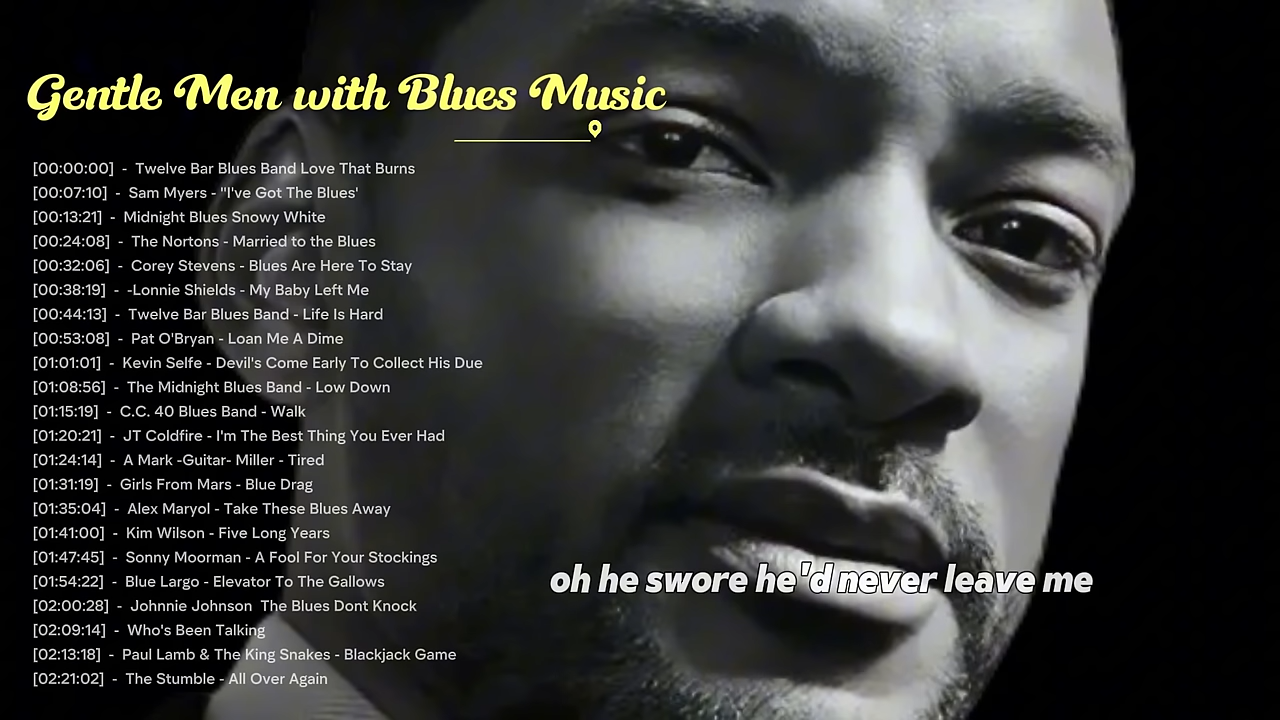 Gentle Men with Blues Music
[00:00:00] - Twelve Bar Blues Band Love That Burns
[00:07:10] - Sam Myers - "I've Got The Blues'
[00:13:21] - Midnight Blues Snowy White
[00:24:08] - The Nortons - Married to the Blues
[00:32:06] - Corey Stevens - Blues Are Here To Stay
[00:38:19] - -Lonnie Shields - My Baby Left Me
[00:44:13] - Twelve Bar Blues Band - Life Is Hard
[00:53:08] - Pat O'Bryan - Loan Me A Dime
[01:01:01] - Kevin Selfe - Devil's Come Early To Collect His Due
[01:08:56] - The Midnight Blues Band - Low Down
[01:15:19] - C.C. 40 Blues Band - Walk
[01:20:21] - JT Coldfire - I'm The Best Thing You Ever Had
[01:24:14] - A Mark -Guitar- Miller - Tired
[01:31:19] - Girls From Mars - Blue Drag
[01:35:04] - Alex Maryol - Take These Blues Away
[01:41:00] - Kim Wilson - Five Long Years
[01:47:45] - Sonny Moorman - A Fool For Your Stockings
[01:54:22] - Blue Largo - Elevator To The Gallows
[02:00:28] - Johnnie Johnson  The Blues Dont Knock
[02:09:14] - Who's Been Talking
[02:13:18] - Paul Lamb & The King Snakes - Blackjack Game
[02:21:02] - The Stumble - All Over Again
oh he swore he'd never leave me